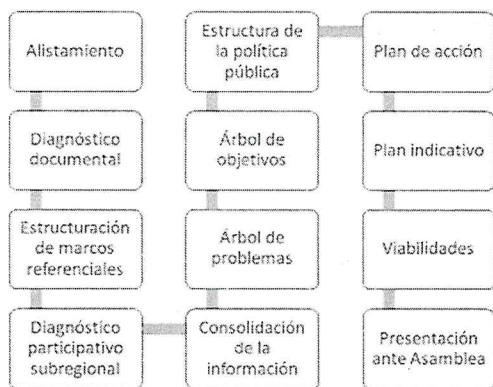 Alistamiento
Diagnóstico
documental
Estructuración
de marcos
referenciales
Diagnóstico
participativo
subregional
Consolidación
de la
información
Árbol de
problemas
Árbol de
objetivos
Estructura de
la política
pública
Plan de acción
Plan indicativo
Viabilidades
Presentación
ante Asamblea